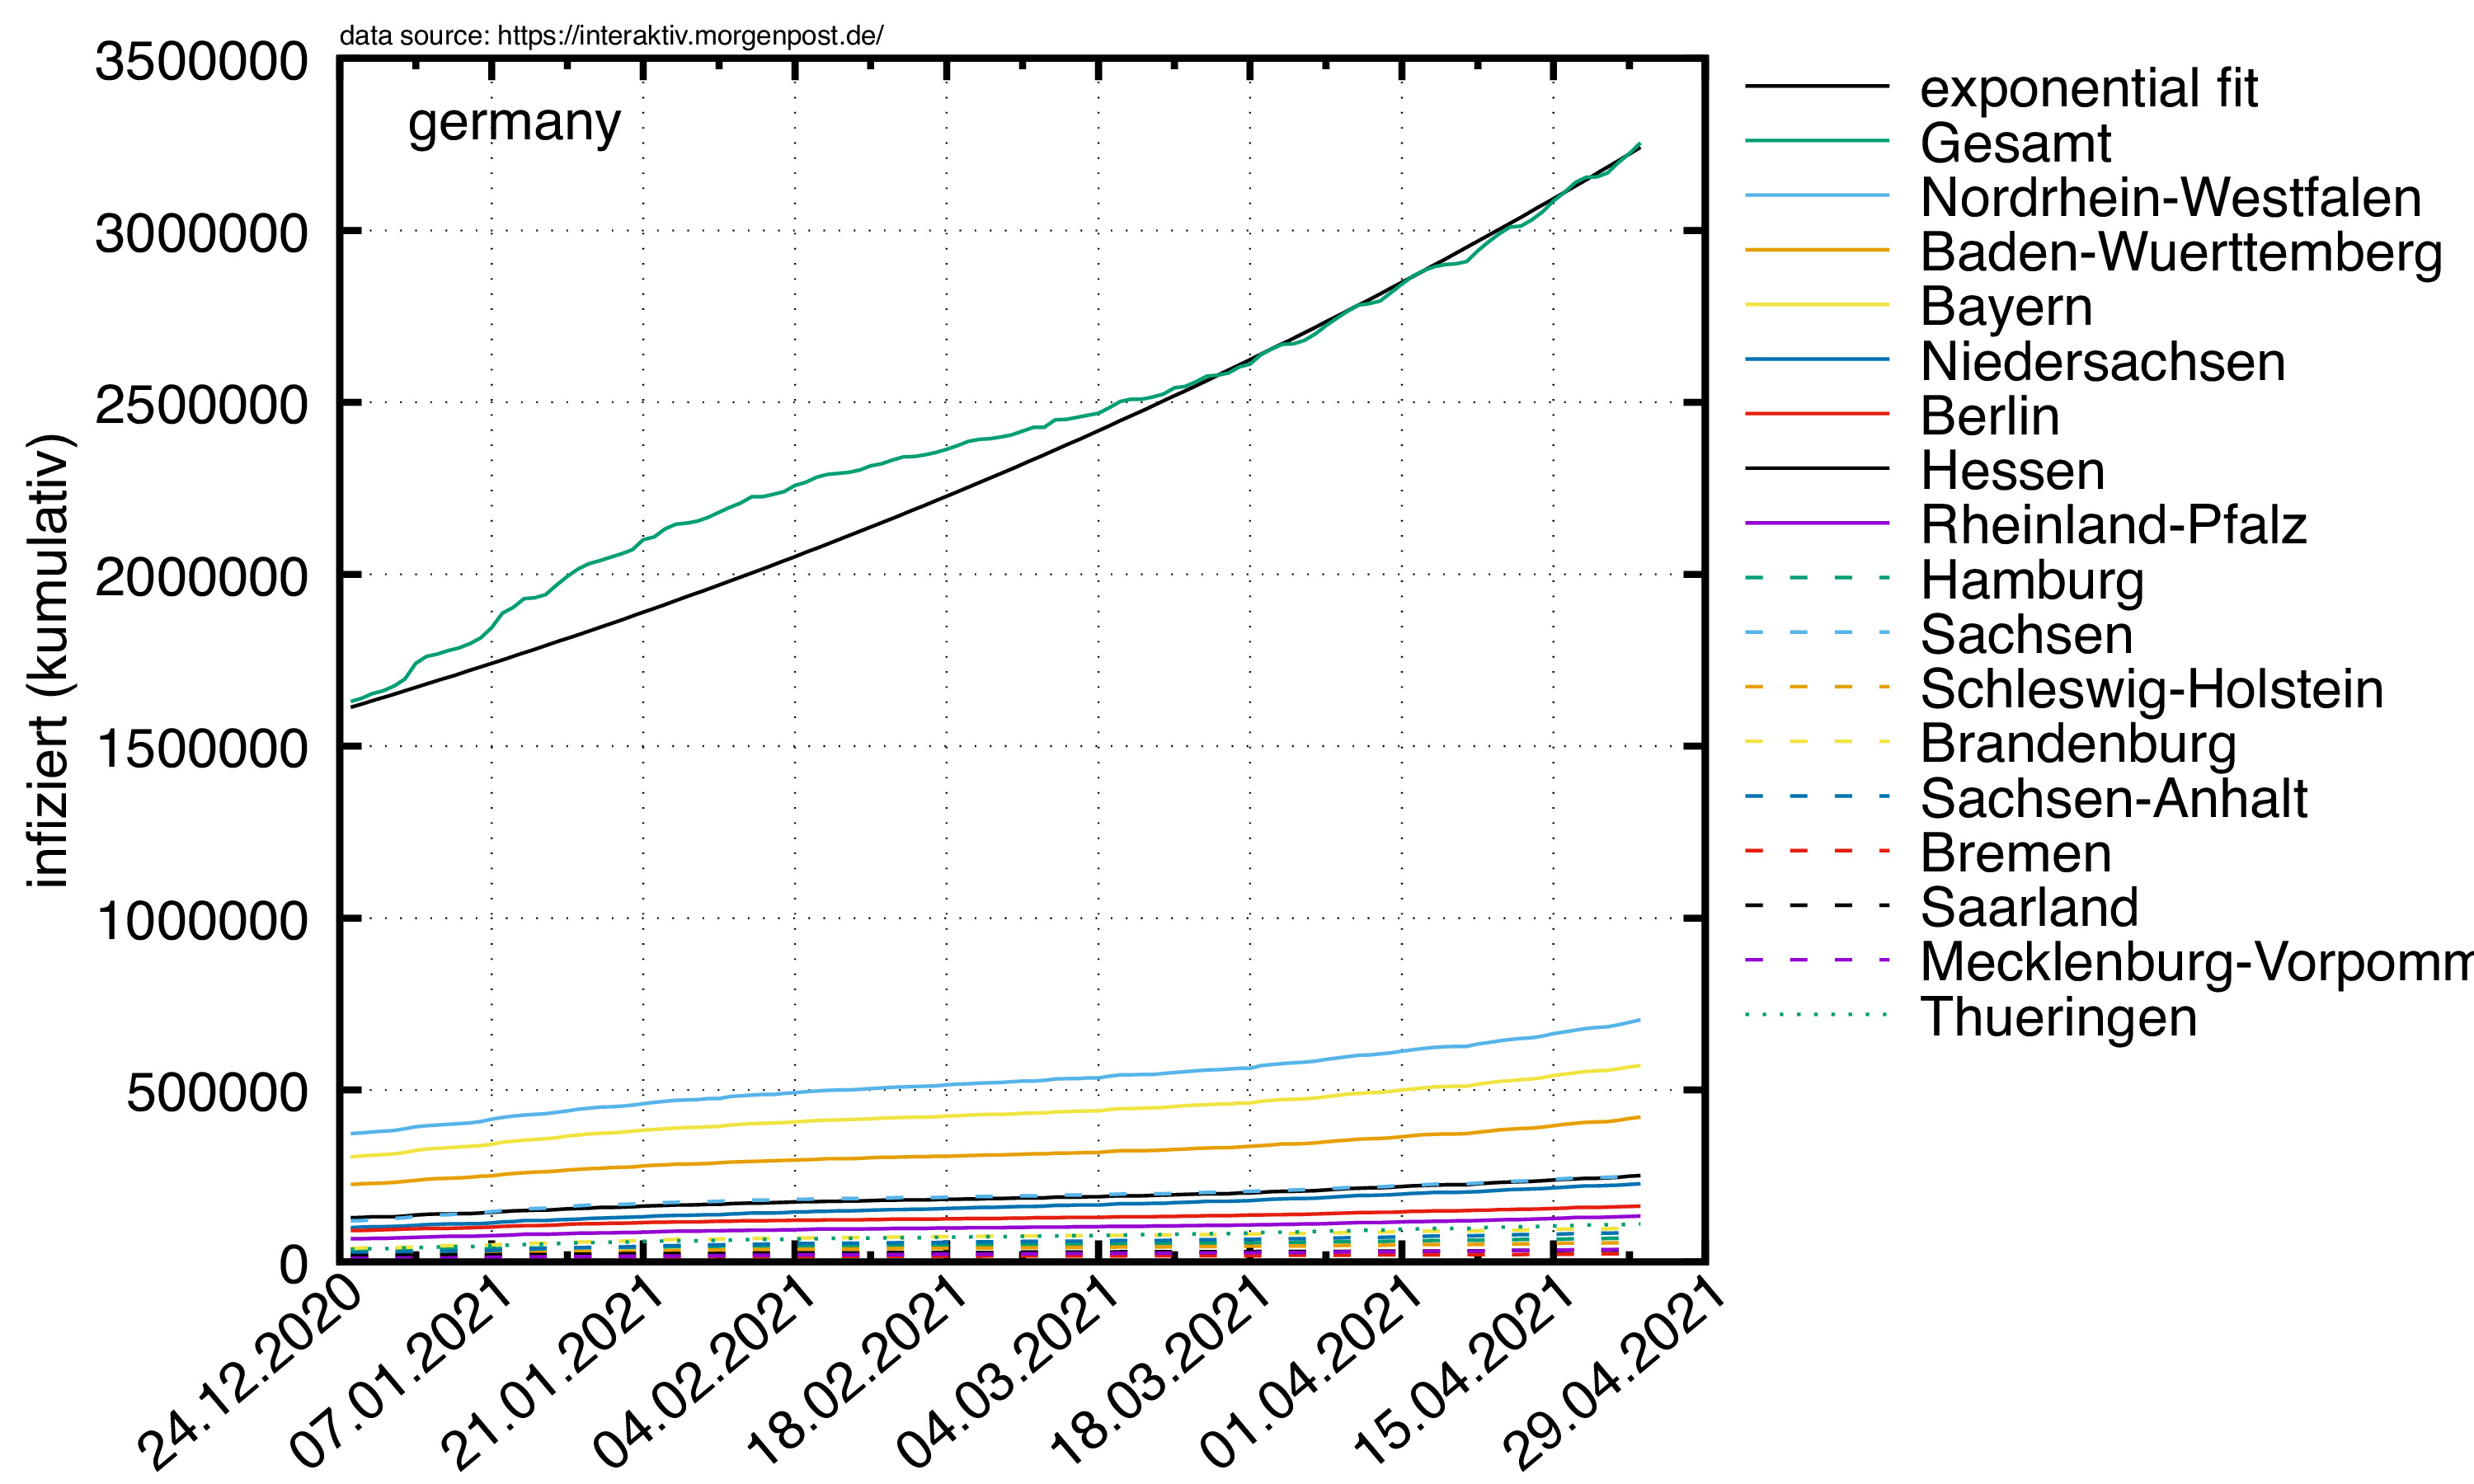 data source: https://interaktiv.morgenpost.de/
germany
infiziert (kumulativ)
3500000
3000000
2500000
2000000
1500000
1000000
500000
0
24.12.2020
07.01.2021
21.01.2021
04.02.2021
18.02.2021
04.03.2021
18.03.2021
01.04.2021
15.04.2021
29.04.2021
exponential fit
Gesamt
Nordrhein-Westfalen
Baden-Wuerttemberg
Bayern
Niedersachsen
Berlin
Hessen
Rheinland-Pfalz
Hamburg
Sachsen
Schleswig-Holstein
Brandenburg
Sachsen-Anhalt
Bremen
Saarland
Mecklenburg-Vorpomm
Thueringen